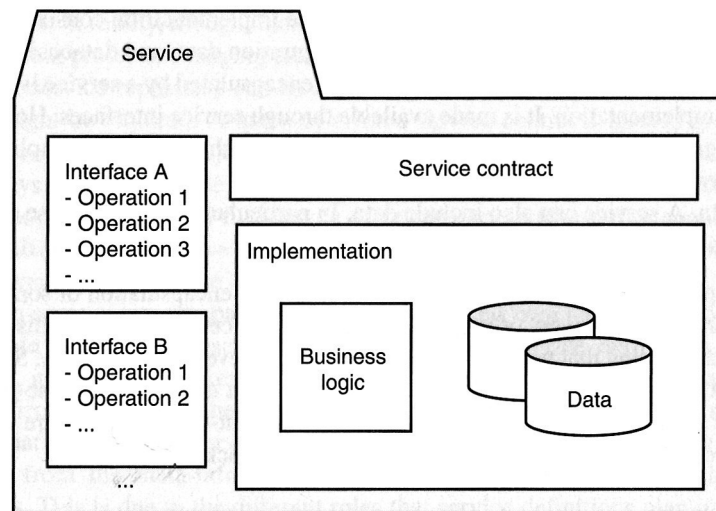 Service
Interface A
- Operation 1
- Operation 2
- Operation 3
- ...
Interface B
- Operation 1
- Operation 2
- ...
...
Service contract
Implementation
Business
logic
Data